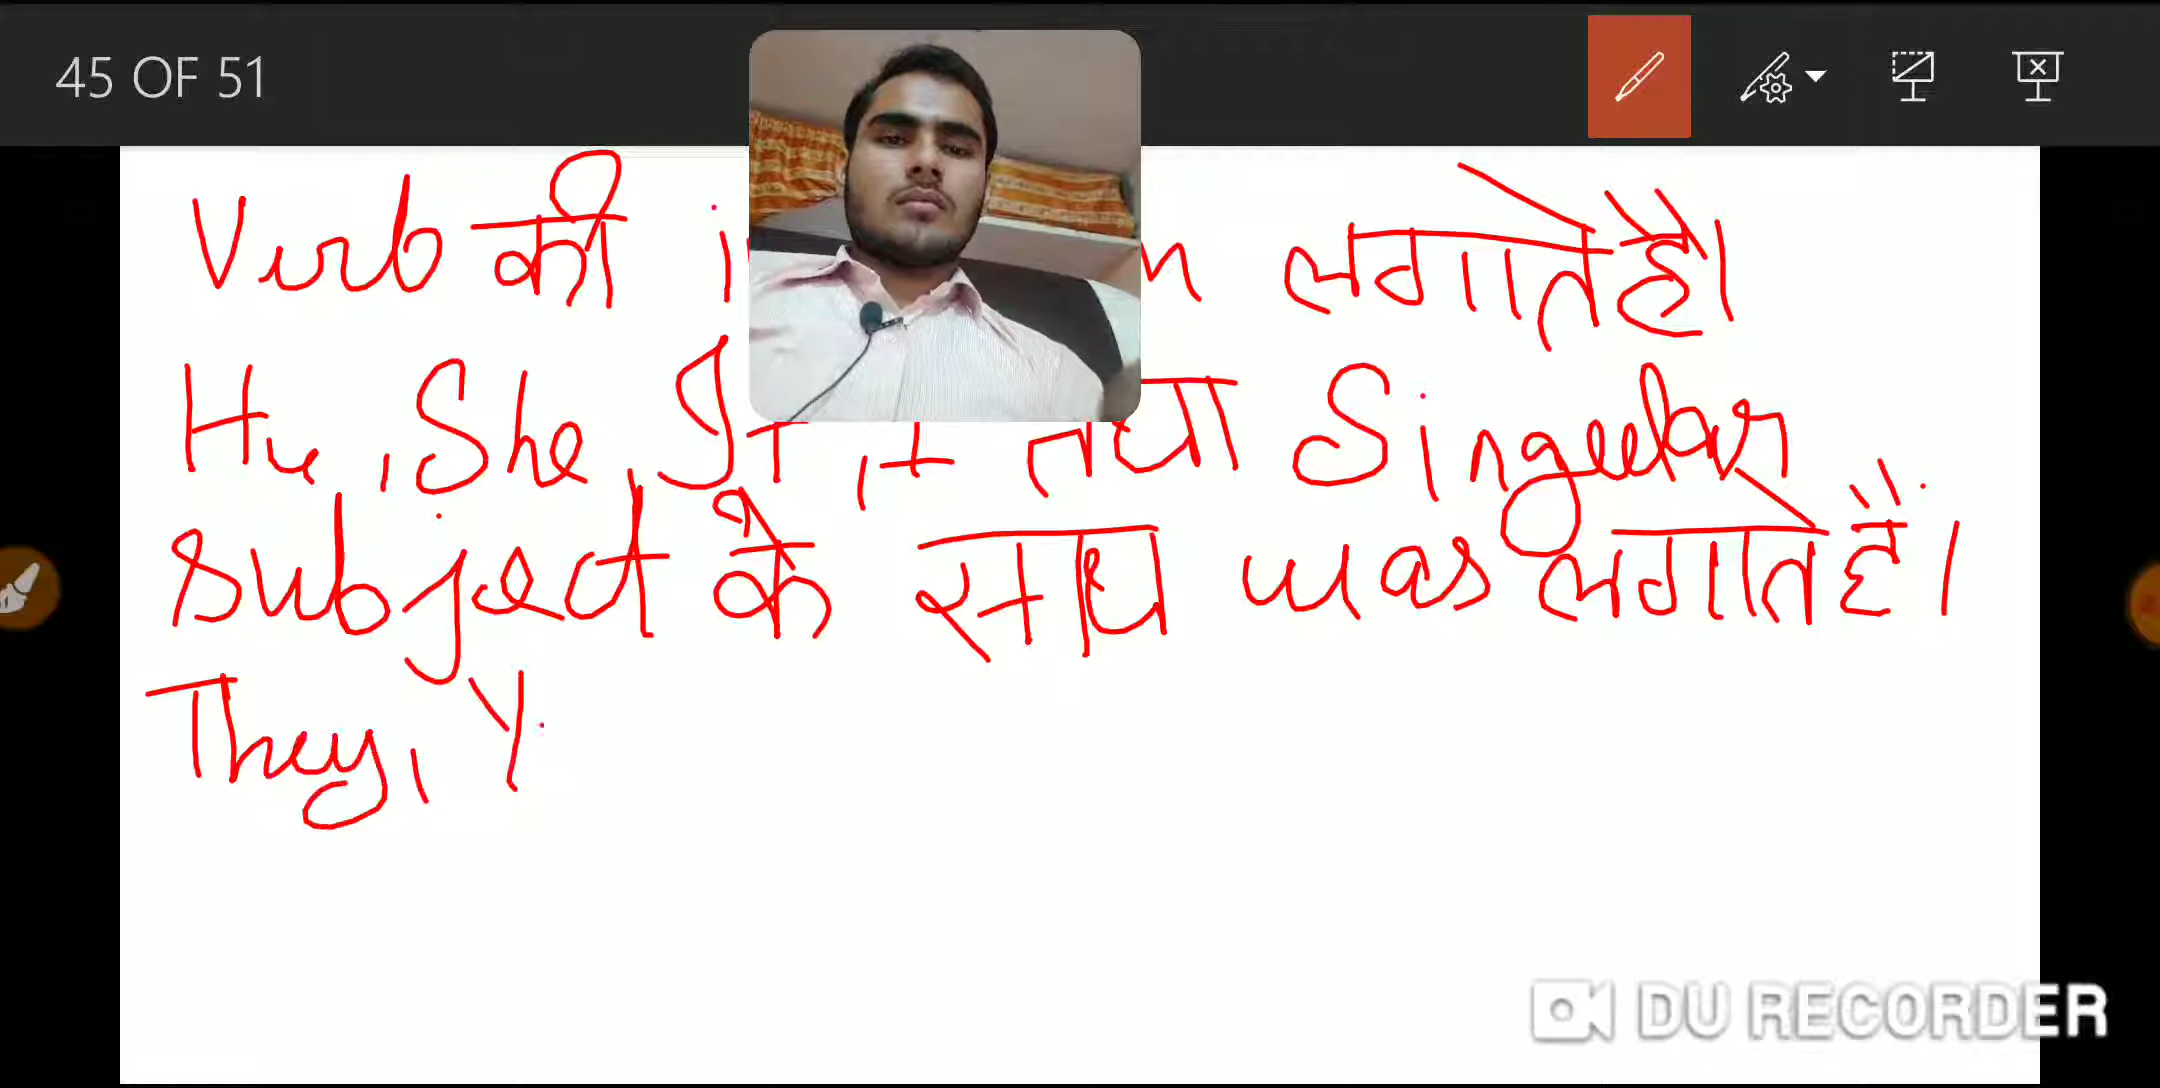 45 OF 51
Verb की लगाते है।
He, She, It, I तथा Singular
subject के साथ was लगाते हैं।
They, Y
DU RECORDER